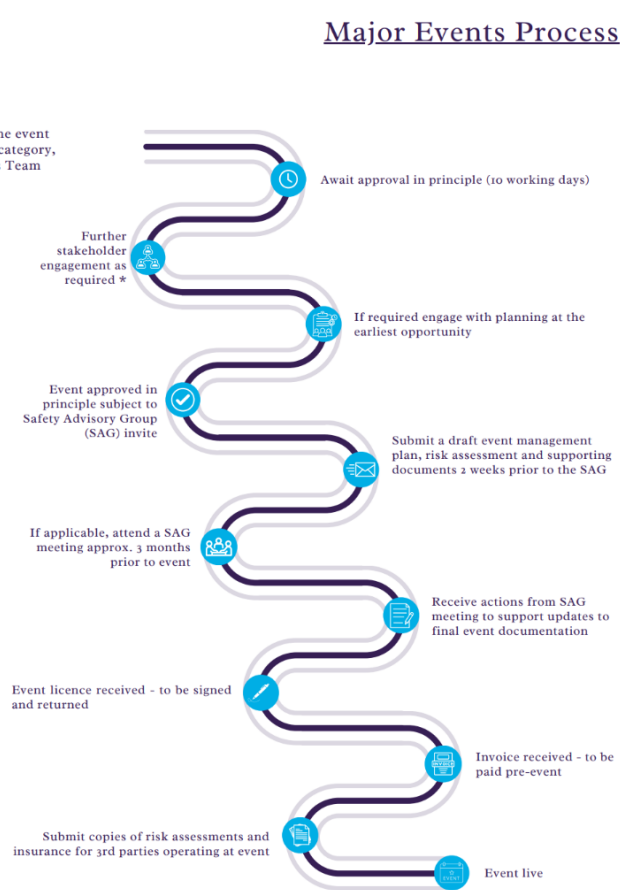 Major Events Process
event
category,
Team
Await approval in principle (10 working days)
Further
stakeholder
engagement as
required *
If required engage with planning at the
earliest opportunity
Event approved in
principle subject to
Safety Advisory Group
(SAG) invite
Submit a draft event management
plan, risk assessment and supporting
documents 2 weeks prior to the SAG
If applicable, attend a SAG
meeting approx. 3 months
prior to event
Receive actions from SAG
meeting to support updates to
final event documentation
Event licence received - to be signed
and returned
Invoice received - to be
paid pre-event
Submit copies of risk assessments and
insurance for 3rd parties operating at event
Event live
EVENT